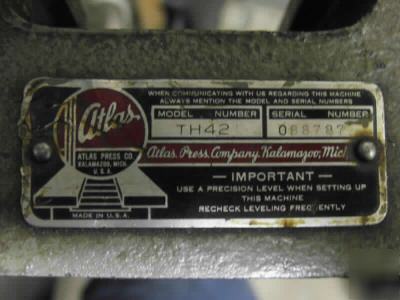 WHEN COMMUNICATING WITH US REGARDING THIS MACHINE
ALWAYS MENTION THE MODEL AND SERIAL NUMBERS
MODEL NUMBER SERIAL NUMBER
TH42 088787
Atlas
ATLAS PRESS CO.
KALAMAZOO, MICH.
U.S.A.
Atlas Press Company, Kalamazoo, Mich
— IMPORTANT —
USE A PRECISION LEVEL WHEN SETTING UP
THIS MACHINE
RECHECK LEVELING FREQUENTLY
MADE IN U.S.A.